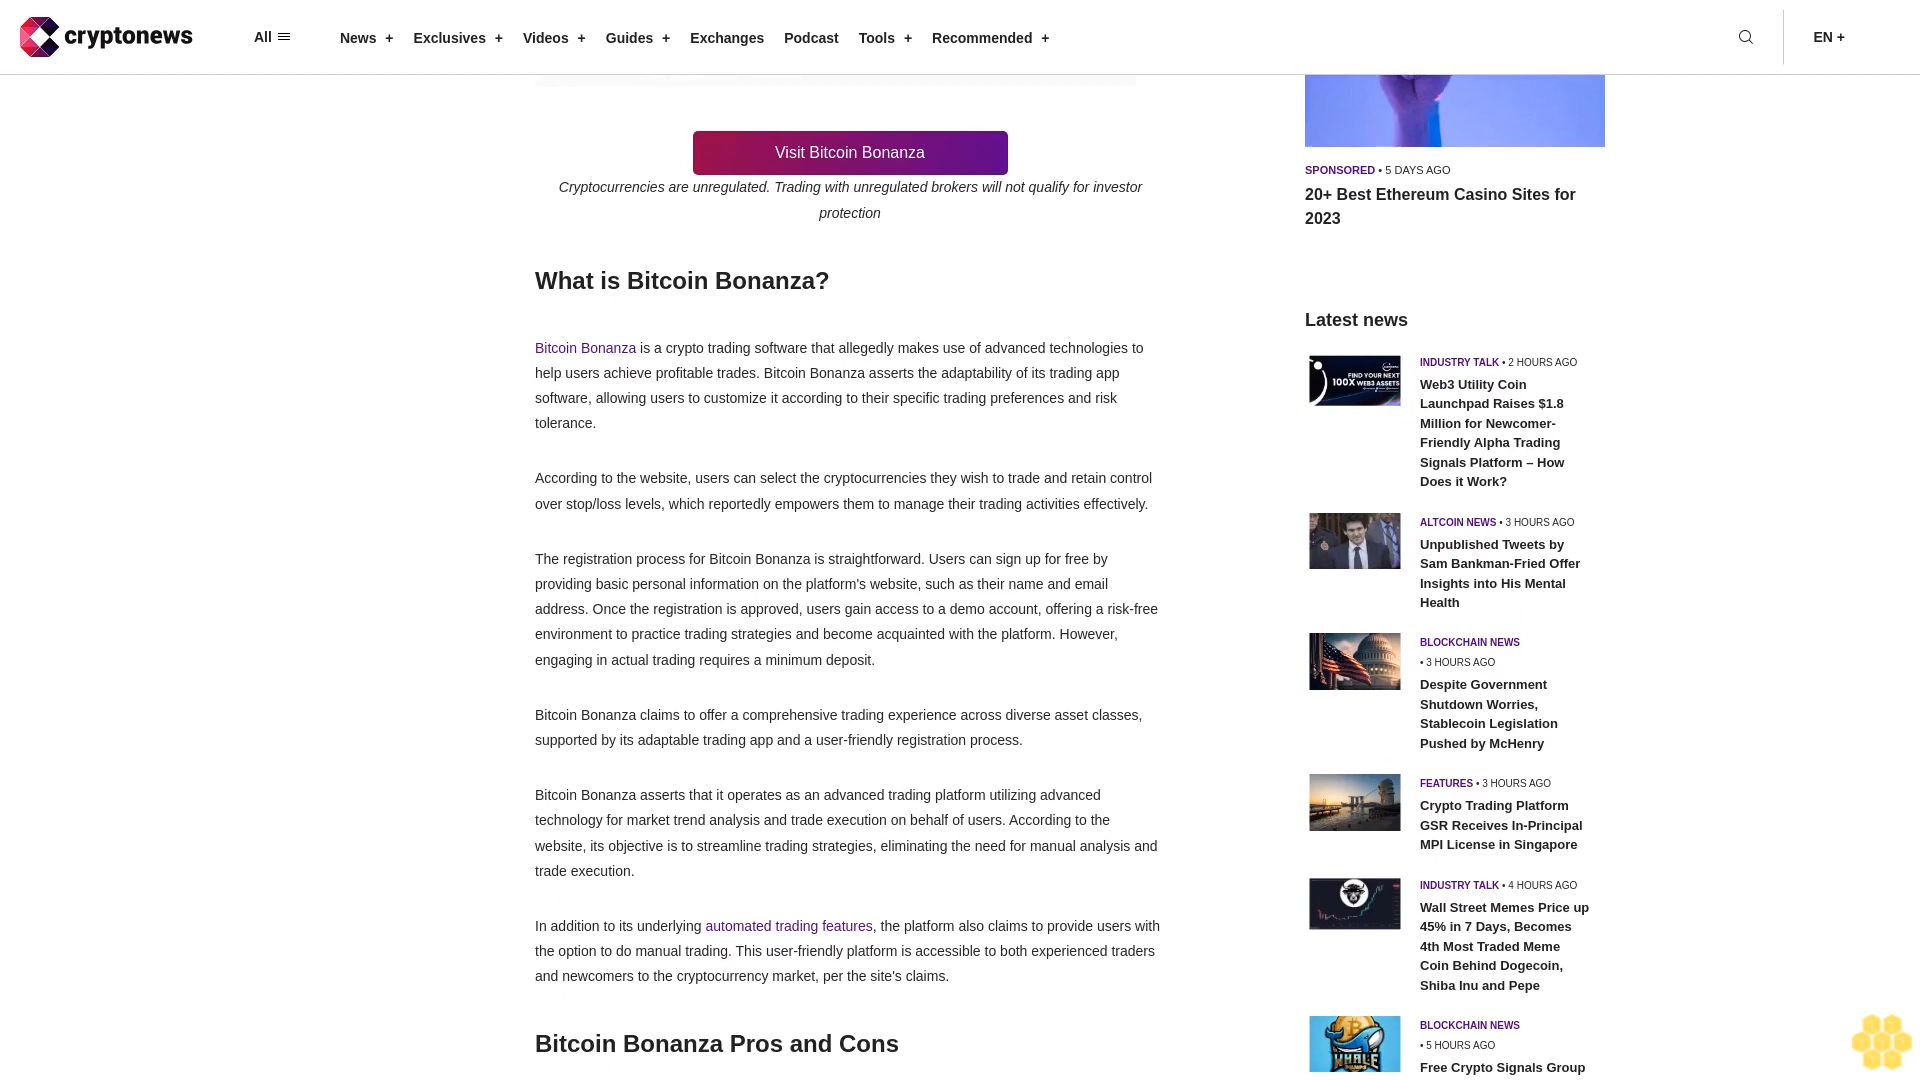 cryptonews
All
News +
Exclusives +
Videos +
Guides +
Exchanges
Podcast
Tools +
Recommended +
EN +
Visit Bitcoin Bonanza
Cryptocurrencies are unregulated. Trading with unregulated brokers will not qualify for investor
protection
What is Bitcoin Bonanza?
Bitcoin Bonanza is a crypto trading software that allegedly makes use of advanced technologies to
help users achieve profitable trades. Bitcoin Bonanza asserts the adaptability of its trading app
software, allowing users to customize it according to their specific trading preferences and risk
tolerance.
According to the website, users can select the cryptocurrencies they wish to trade and retain control
over stop/loss levels, which reportedly empowers them to manage their trading activities effectively.
The registration process for Bitcoin Bonanza is straightforward. Users can sign up for free by
providing basic personal information on the platform's website, such as their name and email
address. Once the registration is approved, users gain access to a demo account, offering a risk-free
environment to practice trading strategies and become acquainted with the platform. However,
engaging in actual trading requires a minimum deposit.
Bitcoin Bonanza claims to offer a comprehensive trading experience across diverse asset classes,
supported by its adaptable trading app and a user-friendly registration process.
Bitcoin Bonanza asserts that it operates as an advanced trading platform utilizing advanced
technology for market trend analysis and trade execution on behalf of users. According to the
website, its objective is to streamline trading strategies, eliminating the need for manual analysis and
trade execution.
In addition to its underlying automated trading features, the platform also claims to provide users with
the option to do manual trading. This user-friendly platform is accessible to both experienced traders
and newcomers to the cryptocurrency market, per the site's claims.
Bitcoin Bonanza Pros and Cons
SPONSORED • 5 DAYS AGO
20+ Best Ethereum Casino Sites for
2023
Latest news
FIND YOUR NEXT
100X WEB3 ASSETS
INDUSTRY TALK • 2 HOURS AGO
Web3 Utility Coin
Launchpad Raises $1.8
Million for Newcomer-
Friendly Alpha Trading
Signals Platform – How
Does it Work?
ALTCOIN NEWS • 3 HOURS AGO
Unpublished Tweets by
Sam Bankman-Fried Offer
Insights into His Mental
Health
BLOCKCHAIN NEWS
• 3 HOURS AGO
Despite Government
Shutdown Worries,
Stablecoin Legislation
Pushed by McHenry
FEATURES • 3 HOURS AGO
Crypto Trading Platform
GSR Receives In-Principal
MPI License in Singapore
INDUSTRY TALK • 4 HOURS AGO
Wall Street Memes Price up
45% in 7 Days, Becomes
4th Most Traded Meme
Coin Behind Dogecoin,
Shiba Inu and Pepe
WHALE
BLOCKCHAIN NEWS
• 5 HOURS AGO
Free Crypto Signals Group